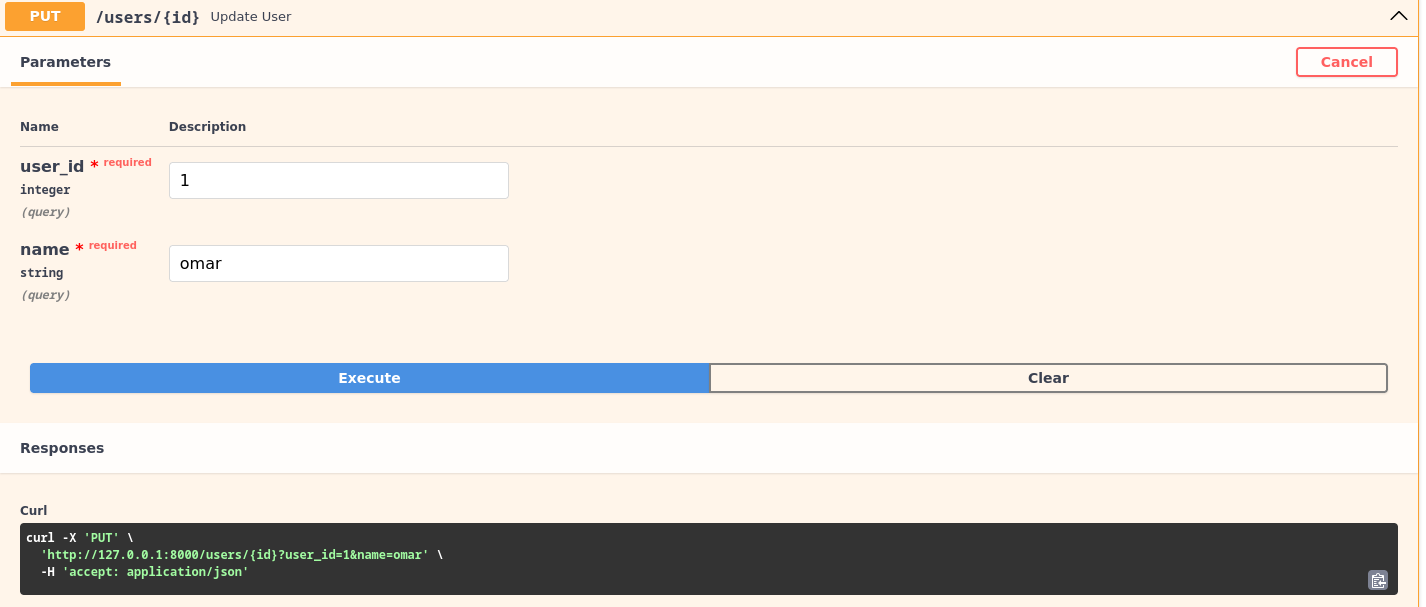 PUT /users/{id} Update User
Parameters Cancel
Name Description
user_id * required 1
integer
(query)
name * required omar
string
(query)
Execute Clear
Responses
Curl
curl -X 'PUT' \
'http://127.0.0.1:8000/users/{id}?user_id=1&name=omar' \
-H 'accept: application/json'